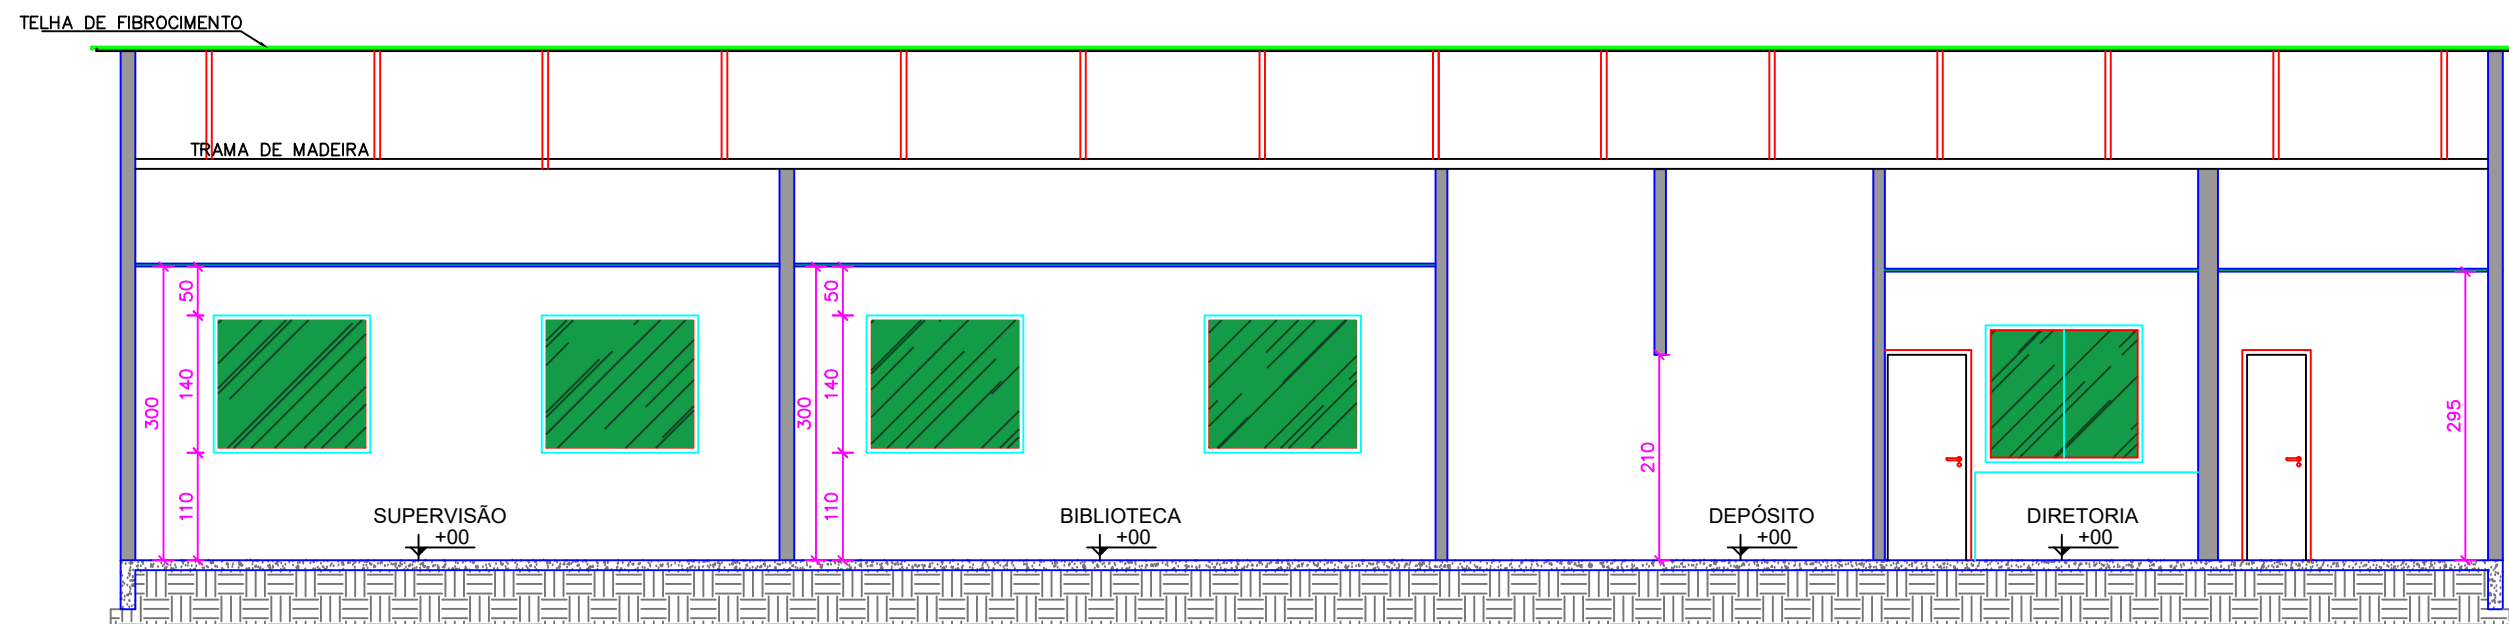 TELHA DE FIBROCIMENTO
TRAMA DE MADEIRA
50
140
300
110
50
140
300
110
210
295
SUPERVISÃO
+00
BIBLIOTECA
+00
DEPÓSITO
+00
DIRETORIA
+00